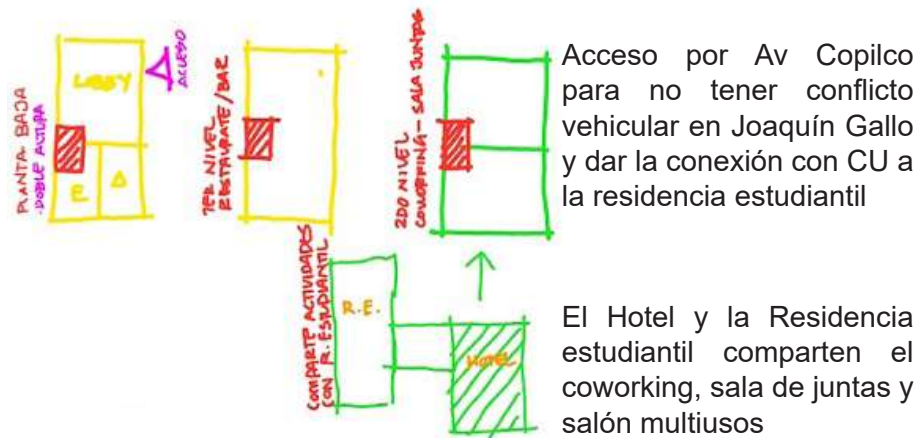 PLANTA BAJA
-DOBLE ALTURA
LOBBY
ACCESO
E
A
1ER NIVEL
RESTAURATE/BAR
2DO NIVEL
COWORKING - SALA JUNTAS
Acceso por Av Copilco
para no tener conflicto
vehicular en Joaquín Gallo
y dar la conexión con CU a
la residencia estudiantil
COMPARTE ACTIVIDADES
CON R. ESTUDIANTIL
R.E.
HOTEL
El Hotel y la Residencia
estudiantil comparten el
coworking, sala de juntas y
salón multiusos